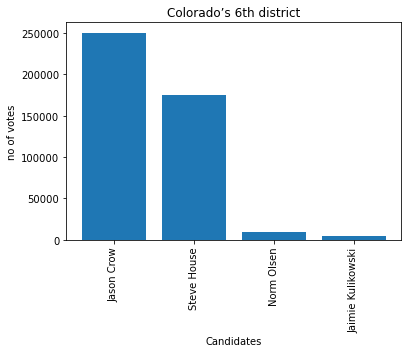 Colorado’s 6th district
250000
200000
150000
100000
50000
0
no of votes
Jason Crow
Steve House
Norm Olsen
Jaimie Kulikowski
Candidates